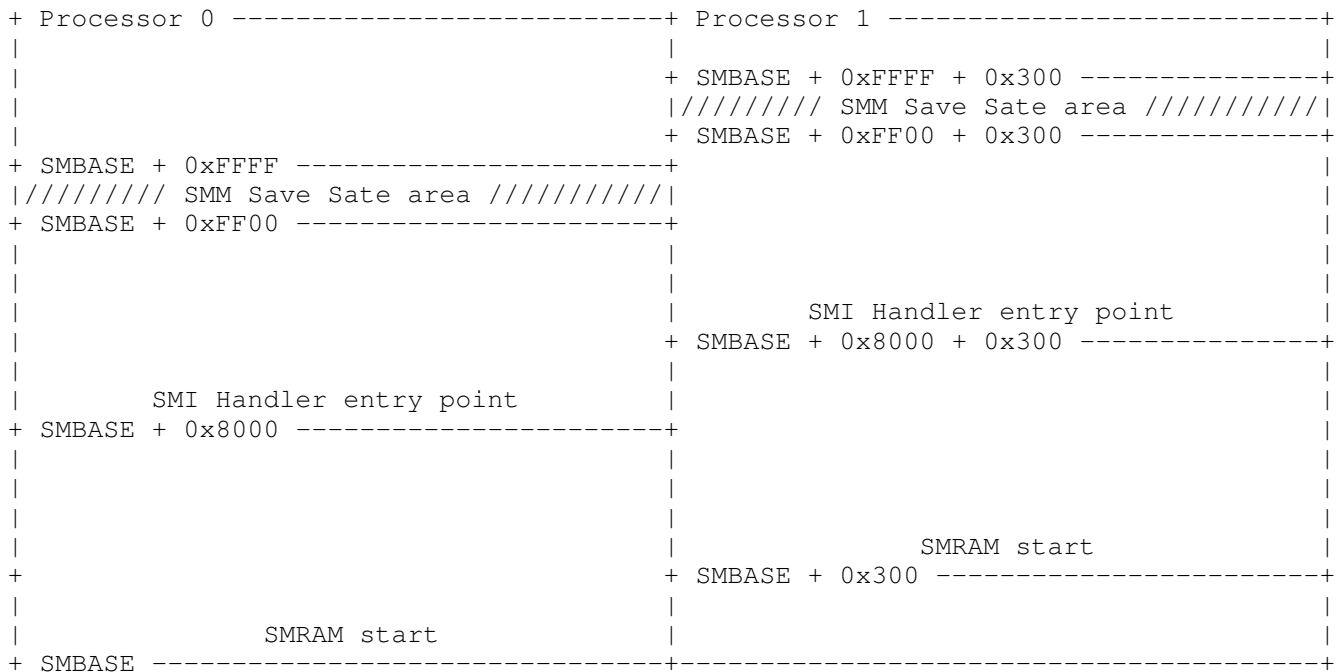 + Processor 0 ---------------------------+ Processor 1 ---------------------------+
|                                        |                                        |
|                                        + SMBASE + 0xFFFF + 0x300 ---------------+
|                                        |///////// SMM Save Sate area ///////////|
|                                        + SMBASE + 0xFF00 + 0x300 ---------------+
+ SMBASE + 0xFFFF -----------------------+                                        |
|///////// SMM Save Sate area ///////////|                                        |
+ SMBASE + 0xFF00 -----------------------+                                        |
|                                        |                                        |
|                                        |                                        |
|                                        |        SMI Handler entry point         |
|                                        + SMBASE + 0x8000 + 0x300 ---------------+
|                                        |                                        |
|        SMI Handler entry point         |                                        |
+ SMBASE + 0x8000 -----------------------+                                        |
|                                        |                                        |
|                                        |                                        |
|                                        |                                        |
|                                        |               SMRAM start              |
+                                        + SMBASE + 0x300 ------------------------+
|                                        |                                        |
|               SMRAM start              |                                        |
+ SMBASE --------------------------------+----------------------------------------+